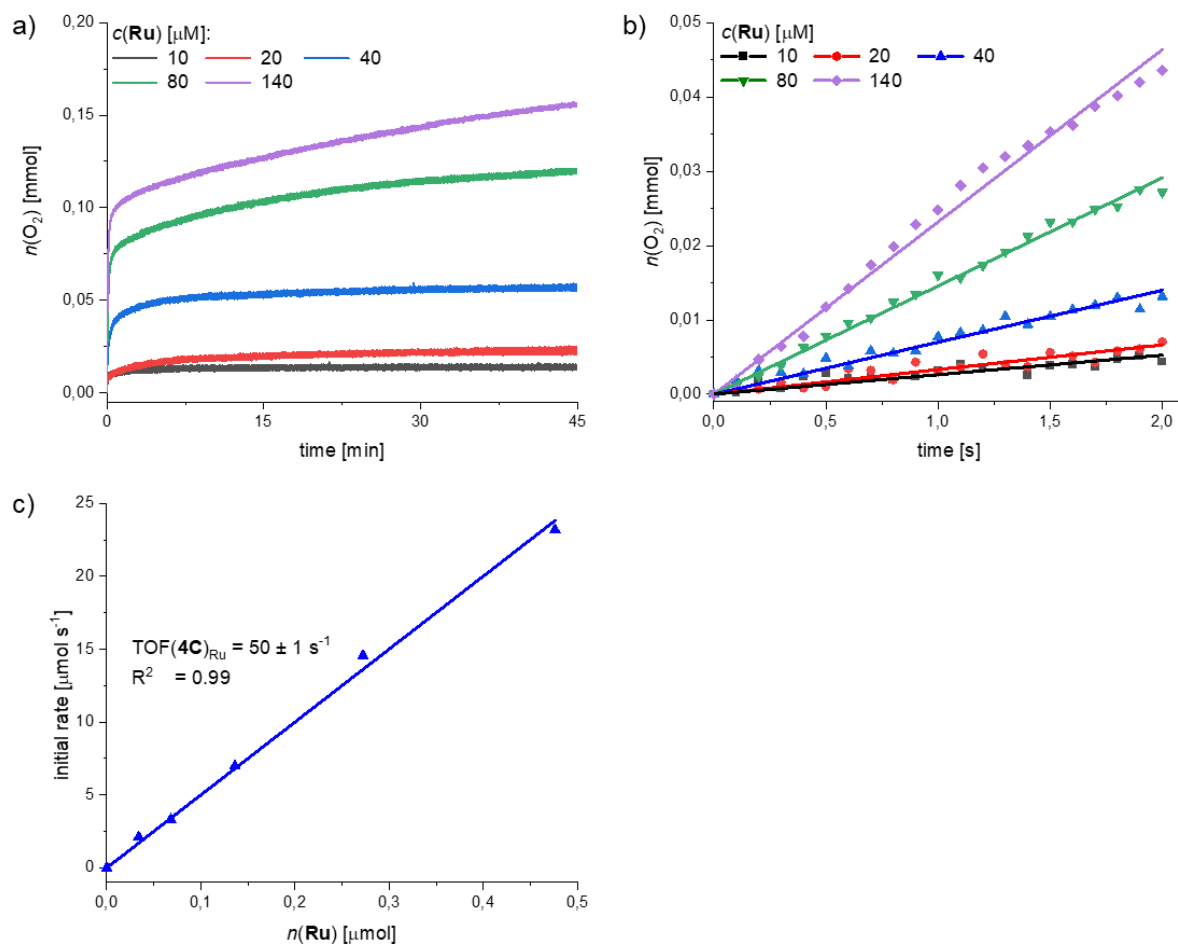 a)
c(Ru) [µM]:
10 20 40
80 140
0,20
0,15
0,10
0,05
0,00
n(O₂) [mmol]
0 15 30 45
time [min]
b)
c(Ru) [µM]
10 20 40
80 140
0,05
0,04
0,03
0,02
0,01
0,00
n(O₂) [mmol]
0,0 0,5 1,0 1,5 2,0
time [s]
c)
25
20
15
10
5
0
initial rate [µmol s⁻¹]
TOF(4C)Ru = 50 ± 1 s⁻¹
R² = 0.99
0,0 0,1 0,2 0,3 0,4 0,5
n(Ru) [µmol]